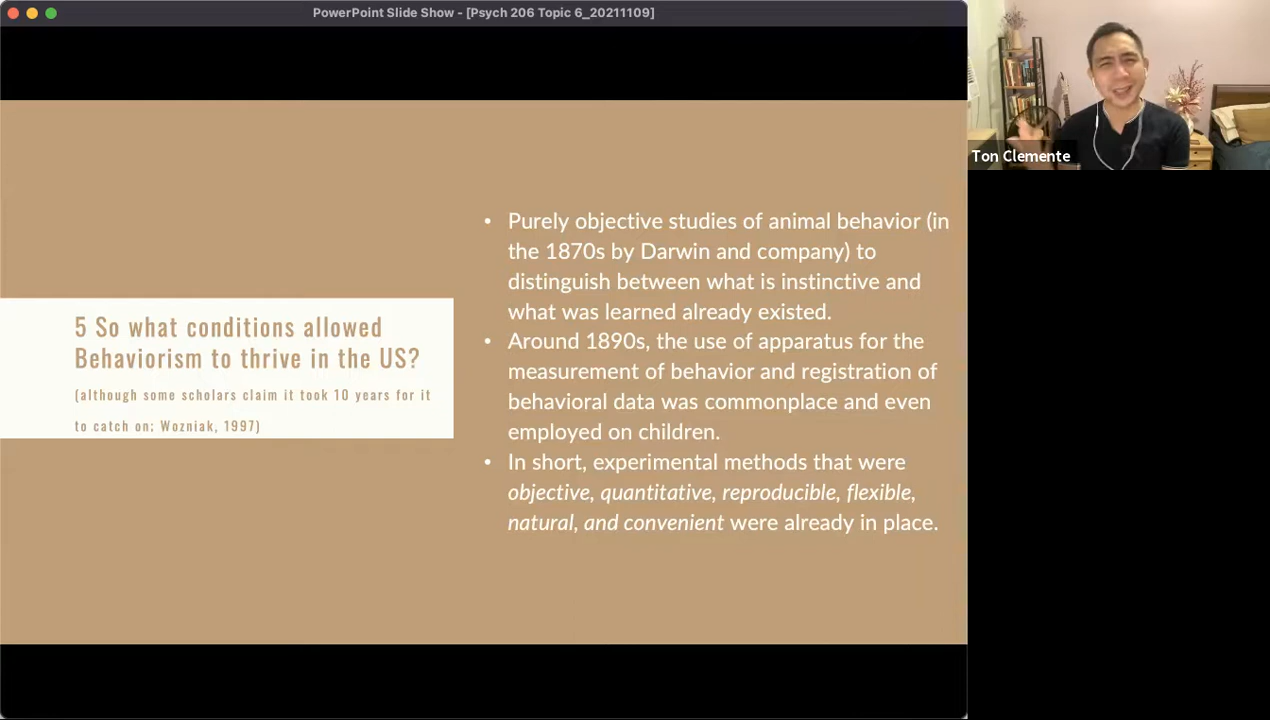 PowerPoint Slide Show - [Psych 206 Topic 6_20211109]
Ton Clemente
5 So what conditions allowed
Behaviorism to thrive in the US?
(although some scholars claim it took 10 years for it
to catch on; Wozniak, 1997)
• Purely objective studies of animal behavior (in
the 1870s by Darwin and company) to
distinguish between what is instinctive and
what was learned already existed.
• Around 1890s, the use of apparatus for the
measurement of behavior and registration of
behavioral data was commonplace and even
employed on children.
• In short, experimental methods that were
objective, quantitative, reproducible, flexible,
natural, and convenient were already in place.